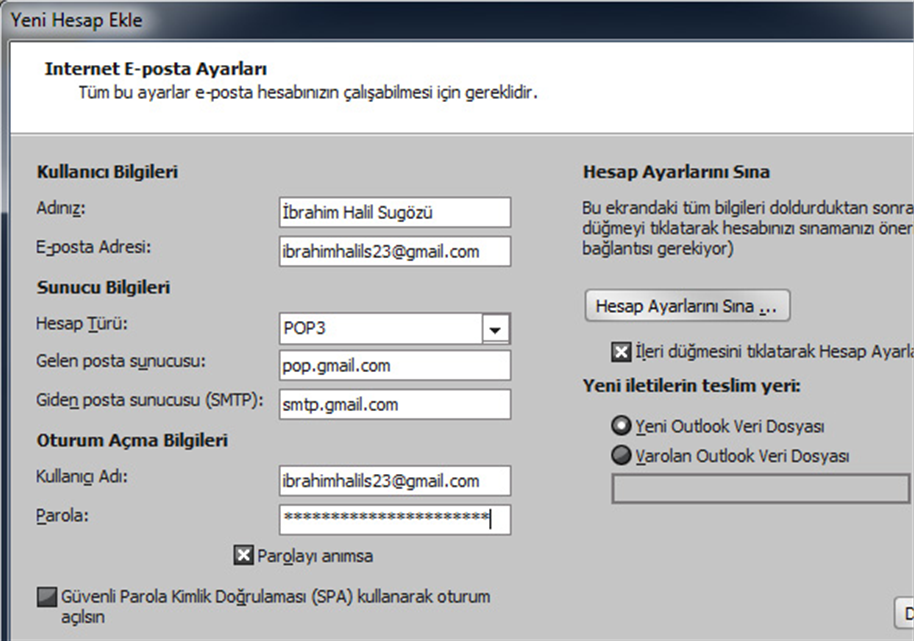 Yeni Hesap Ekle
Internet E-posta Ayarları
Tüm bu ayarlar e-posta hesabınızın çalışabilmesi için gereklidir.
Kullanıcı Bilgileri
Adınız:
İbrahim Halil Sugözü
E-posta Adresi:
ibrahimhalils23@gmail.com
Sunucu Bilgileri
Hesap Türü:
POP3
Gelen posta sunucusu:
pop.gmail.com
Giden posta sunucusu (SMTP):
smtp.gmail.com
Oturum Açma Bilgileri
Kullanıcı Adı:
ibrahimhalils23@gmail.com
Parola:
**********************
Parolayı anımsa
Güvenli Parola Kimlik Doğrulaması (SPA) kullanarak oturum
açılsın
Hesap Ayarlarını Sına
Bu ekrandaki tüm bilgileri doldurduktan sonra
düğmeyi tıklatarak hesabınızı sınamanızı öner
bağlantısı gerekiyor)
Hesap Ayarlarını Sına ...
İleri düğmesini tıklatarak Hesap Ayarla
Yeni iletilerin teslim yeri:
Yeni Outlook Veri Dosyası
Varolan Outlook Veri Dosyası
D